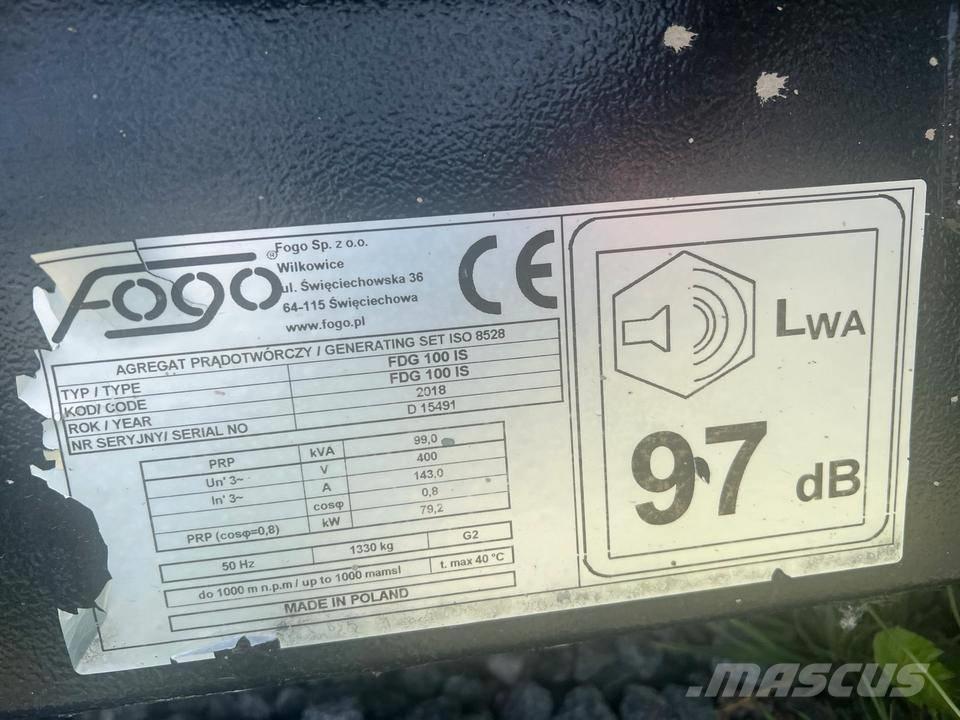 FOGO®
Fogo Sp. z o.o.
Wilkowice
ul. Święciechowska 36
64-115 Święciechowa
www.fogo.pl
CE
AGREGAT PRĄDOTWÓRCZY / GENERATING SET ISO 8528
TYP / TYPE FDG 100 IS
KOD/ CODE FDG 100 IS
ROK / YEAR 2018
NR SERYJNY/ SERIAL NO D 15491
PRP kVA 99,0
Un' 3~ V 400
In' 3~ A 143,0
cosφ 0,8
PRP (cosφ=0,8) kW 79,2
50 Hz 1330 kg G2
do 1000 m n.p.m / up to 1000 mamsl t. max 40 °C
MADE IN POLAND
LWA
97 dB
MASCUS